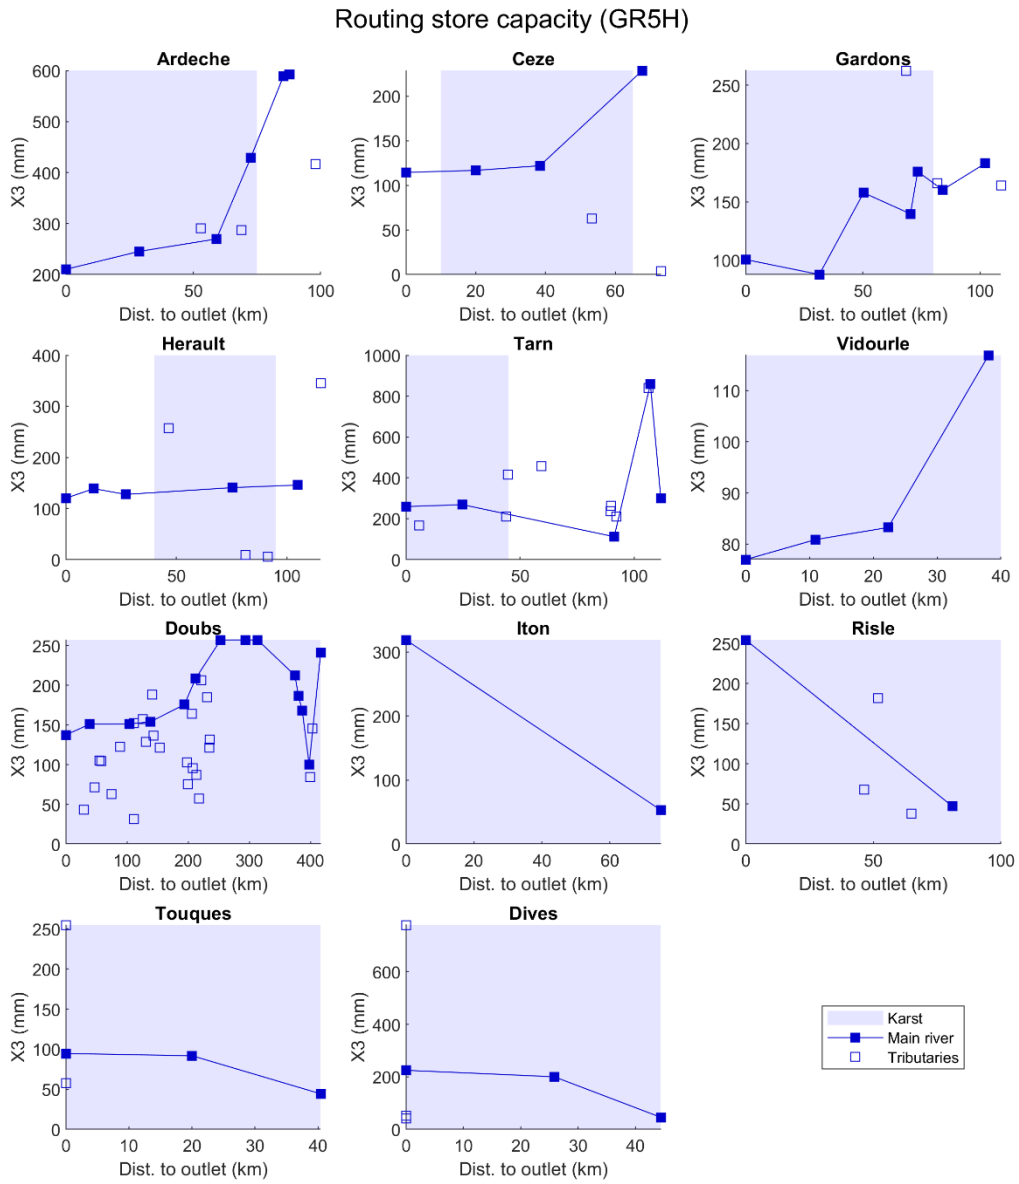 Routing store capacity (GR5H)
Ardeche
600
500
400
300
200
0
50
100
X3 (mm)
Dist. to outlet (km)
Ceze
200
150
100
50
0
0
20
40
60
X3 (mm)
Dist. to outlet (km)
Gardons
250
200
150
100
0
50
100
X3 (mm)
Dist. to outlet (km)
Herault
400
300
200
100
0
0
50
100
X3 (mm)
Dist. to outlet (km)
Tarn
1000
800
600
400
200
0
0
50
100
X3 (mm)
Dist. to outlet (km)
Vidourle
110
100
90
80
0
10
20
30
40
X3 (mm)
Dist. to outlet (km)
Doubs
250
200
150
100
50
0
0
100
200
300
400
X3 (mm)
Dist. to outlet (km)
Iton
300
200
100
0
0
20
40
60
X3 (mm)
Dist. to outlet (km)
Risle
250
200
150
100
50
0
0
50
100
X3 (mm)
Dist. to outlet (km)
Touques
250
200
150
100
50
0
0
10
20
30
40
X3 (mm)
Dist. to outlet (km)
Dives
600
400
200
0
0
10
20
30
40
X3 (mm)
Dist. to outlet (km)
Karst
Main river
Tributaries